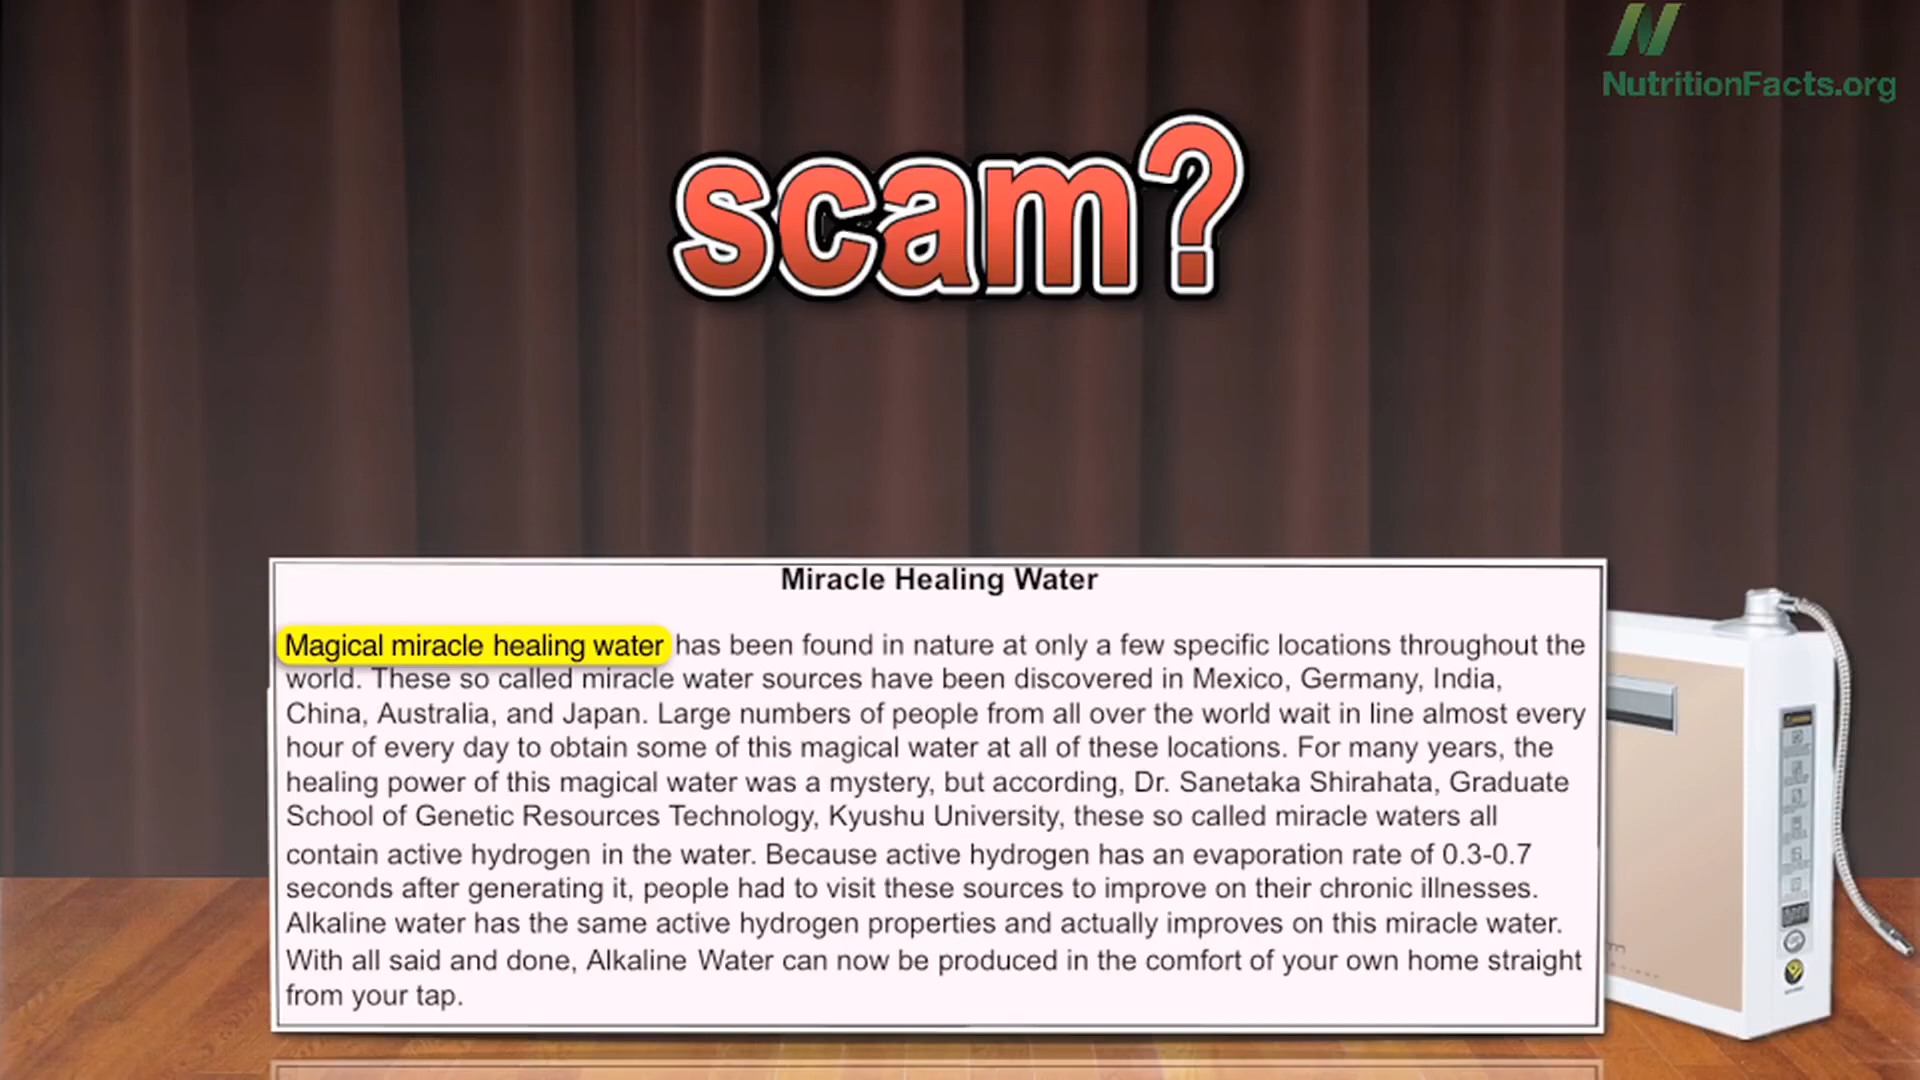 NutritionFacts.org
scam?
Miracle Healing Water
Magical miracle healing water has been found in nature at only a few specific locations throughout the
world. These so called miracle water sources have been discovered in Mexico, Germany, India,
China, Australia, and Japan. Large numbers of people from all over the world wait in line almost every
hour of every day to obtain some of this magical water at all of these locations. For many years, the
healing power of this magical water was a mystery, but according, Dr. Sanetaka Shirahata, Graduate
School of Genetic Resources Technology, Kyushu University, these so called miracle waters all
contain active hydrogen in the water. Because active hydrogen has an evaporation rate of 0.3-0.7
seconds after generating it, people had to visit these sources to improve on their chronic illnesses.
Alkaline water has the same active hydrogen properties and actually improves on this miracle water.
With all said and done, Alkaline Water can now be produced in the comfort of your own home straight
from your tap.